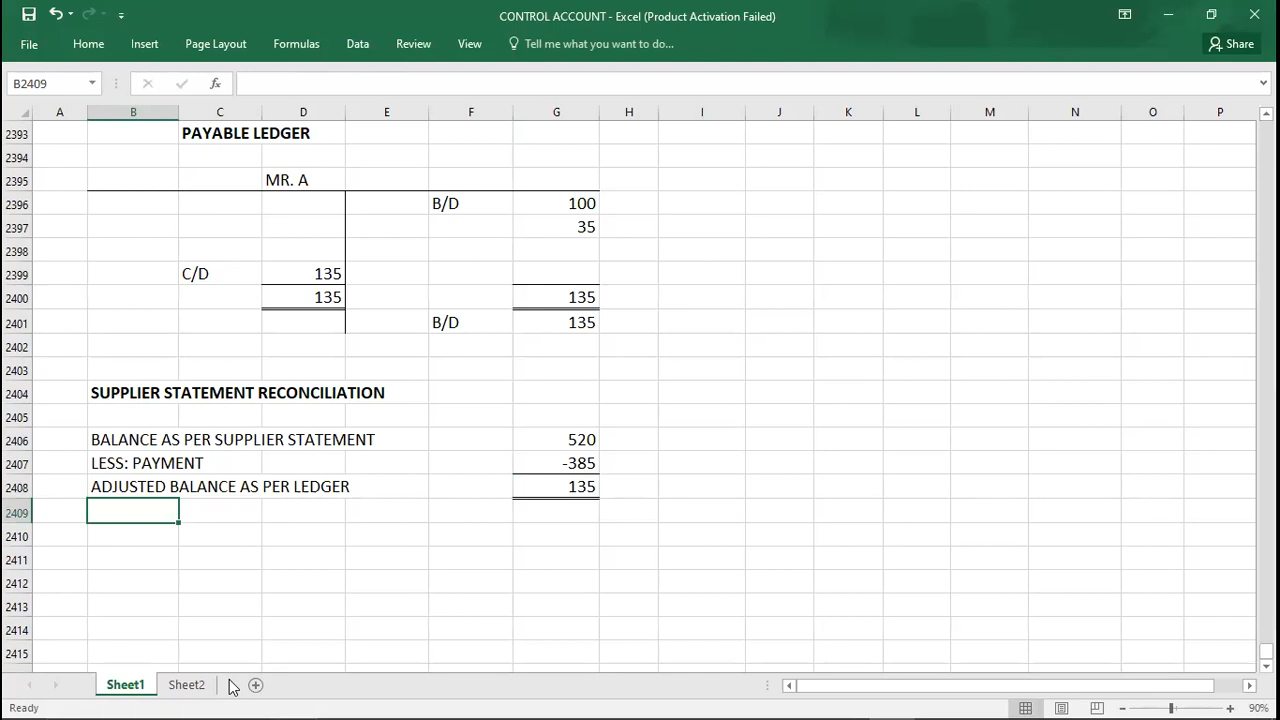 CONTROL ACCOUNT - Excel (Product Activation Failed)
File Home Insert Page Layout Formulas Data Review View Tell me what you want to do... Share
B2409 fx
A B C D E F G H I J K L M N O P
2393 PAYABLE LEDGER
2394
2395 MR. A
2396 B/D 100
2397 35
2398
2399 C/D 135
2400 135 135
2401 B/D 135
2402
2403
2404 SUPPLIER STATEMENT RECONCILIATION
2405
2406 BALANCE AS PER SUPPLIER STATEMENT 520
2407 LESS: PAYMENT -385
2408 ADJUSTED BALANCE AS PER LEDGER 135
2409
2410
2411
2412
2413
2414
2415
Sheet1 Sheet2
Ready 90%